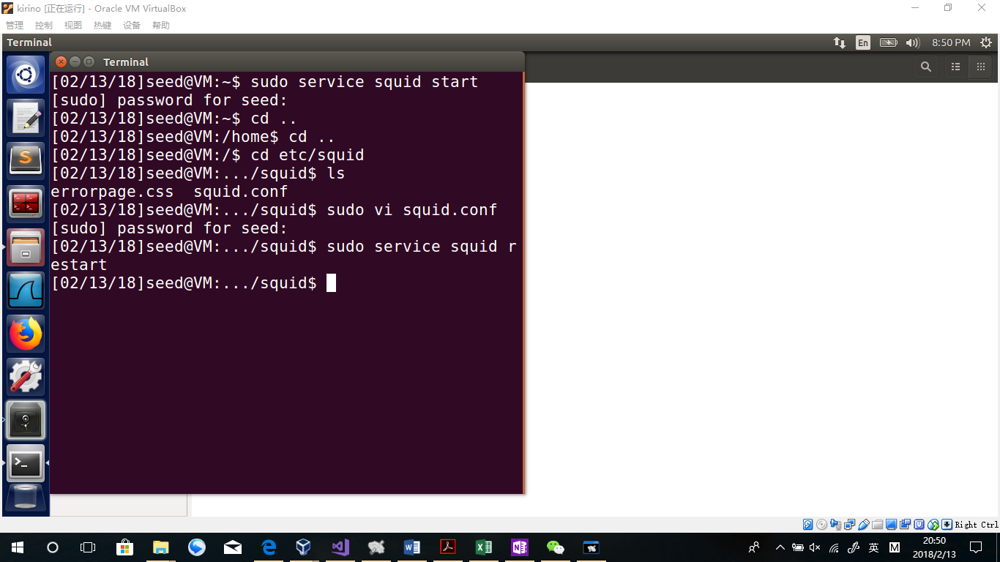 kirino [正在运行] - Oracle VM VirtualBox
管理 控制 视图 热键 设备 帮助
Terminal
En
8:50 PM
Terminal
[02/13/18]seed@VM:~$ sudo service squid start
[sudo] password for seed:
[02/13/18]seed@VM:~$ cd ..
[02/13/18]seed@VM:/home$ cd ..
[02/13/18]seed@VM:/$ cd etc/squid
[02/13/18]seed@VM:.../squid$ ls
errorpage.css  squid.conf
[02/13/18]seed@VM:.../squid$ sudo vi squid.conf
[sudo] password for seed:
[02/13/18]seed@VM:.../squid$ sudo service squid r
estart
[02/13/18]seed@VM:.../squid$
Right Ctrl
英
M
20:50
2018/2/13